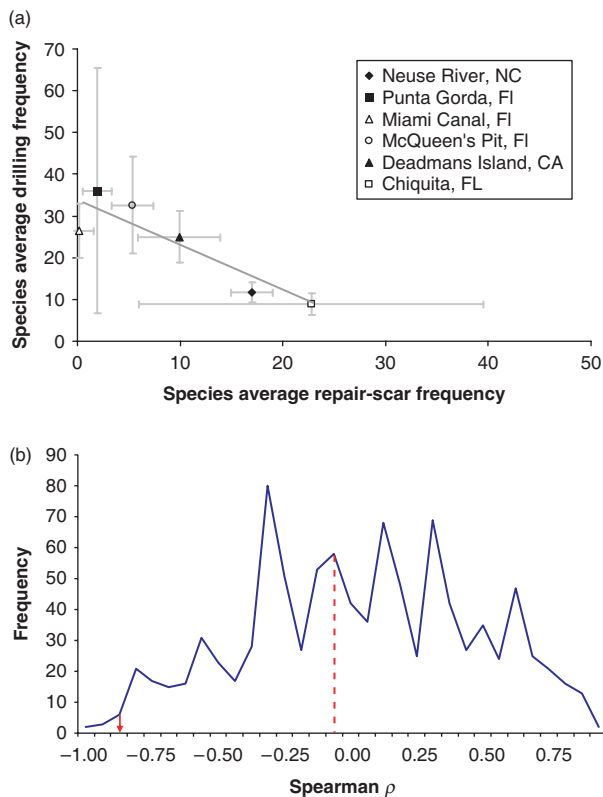 (a)
70
60
50
40
30
20
10
0
Species average drilling frequency
0 10 20 30 40 50
Species average repair-scar frequency
Neuse River, NC
Punta Gorda, Fl
Miami Canal, Fl
McQueen's Pit, Fl
Deadmans Island, CA
Chiquita, FL
(b)
90
80
70
60
50
40
30
20
10
0
Frequency
−1.00 −0.75 −0.50 −0.25 0.00 0.25 0.50 0.75
Spearman ρ